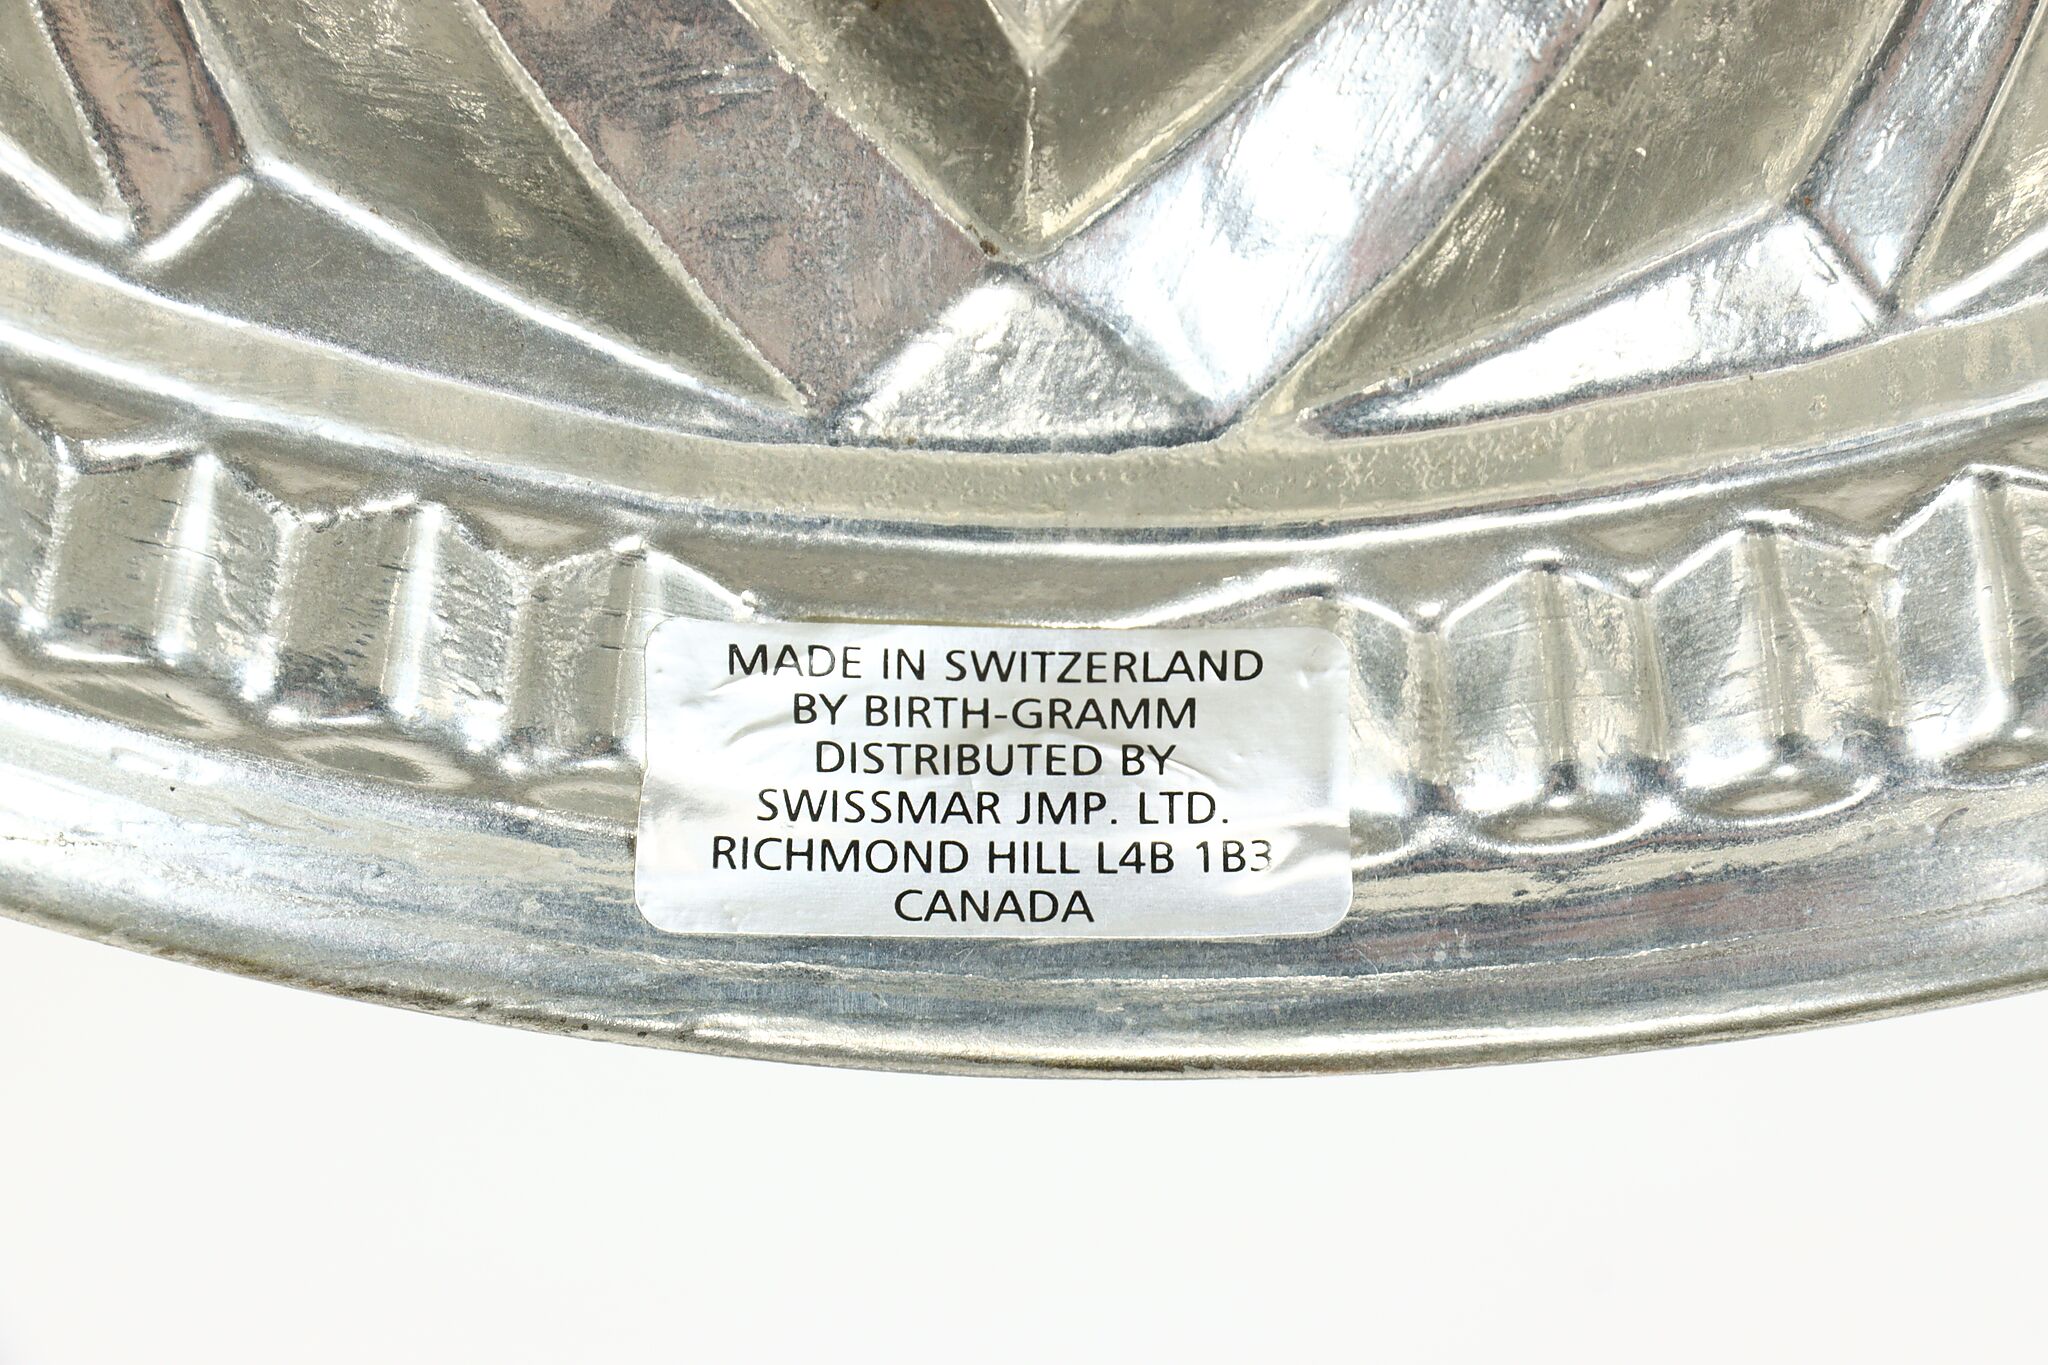 MADE IN SWITZERLAND
BY BIRTH-GRAMM
DISTRIBUTED BY
SWISSMAR JMP. LTD.
RICHMOND HILL L4B 1B3
CANADA